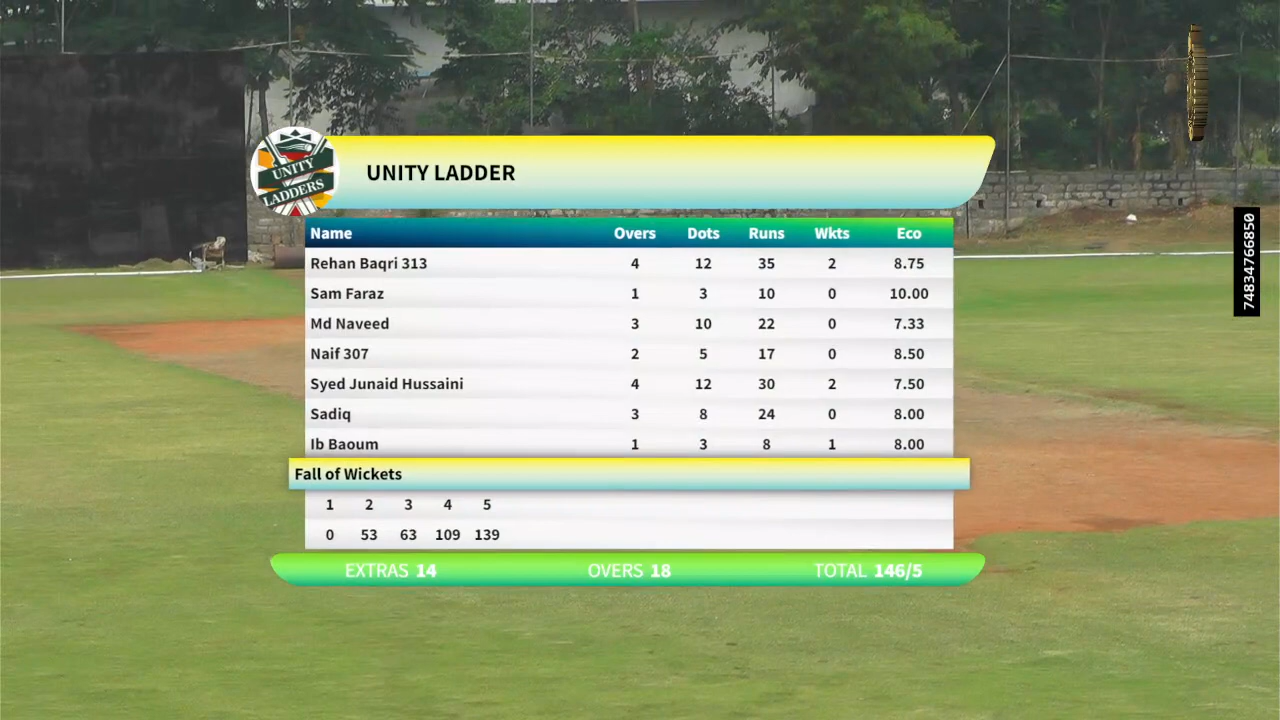 UNITY
LADDERS
UNITY LADDER
Name Overs Dots Runs Wkts Eco
Rehan Baqri 313 4 12 35 2 8.75
Sam Faraz 1 3 10 0 10.00
Md Naveed 3 10 22 0 7.33
Naif 307 2 5 17 0 8.50
Syed Junaid Hussaini 4 12 30 2 7.50
Sadiq 3 8 24 0 8.00
Ib Baoum 1 3 8 1 8.00
Fall of Wickets
1 2 3 4 5
0 53 63 109 139
EXTRAS 14 OVERS 18 TOTAL 146/5
74834766850